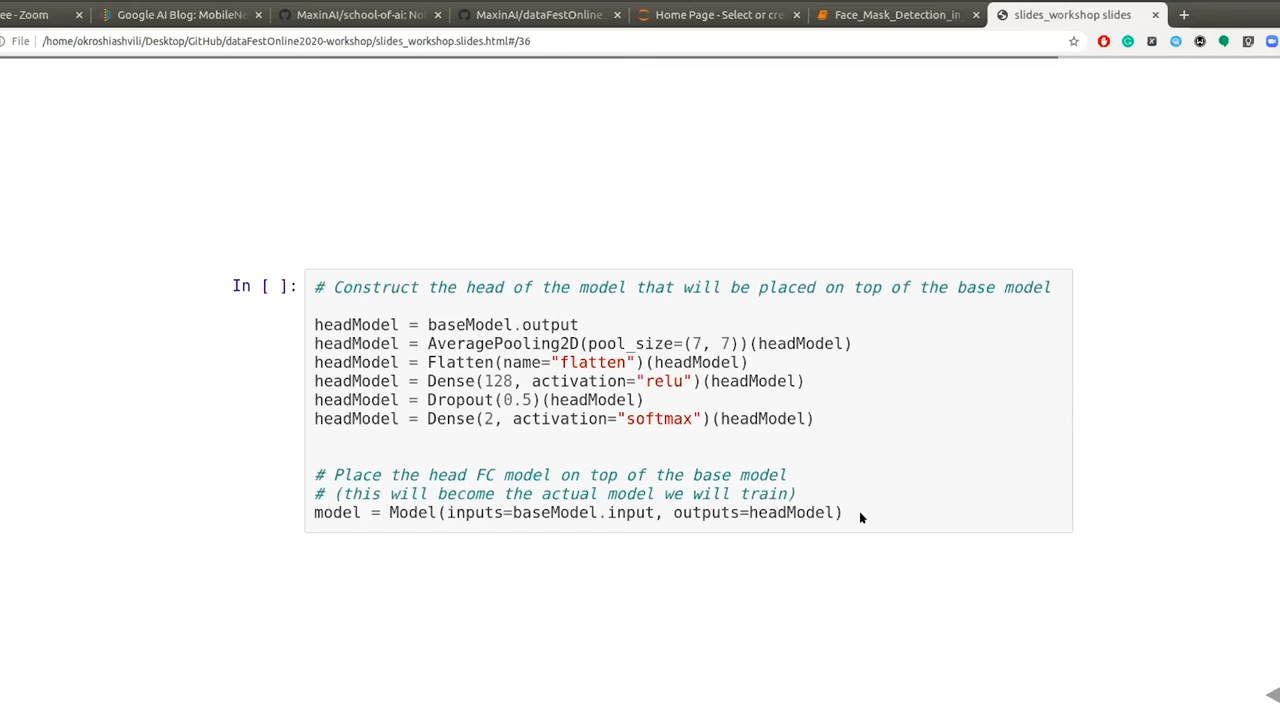 ee - Zoom
Google AI Blog: MobileNe
MaxinAI/school-of-ai: No
MaxinAI/dataFestOnline
Home Page - Select or cre
Face_Mask_Detection_in
slides_workshop slides
File
/home/okroshiashvili/Desktop/GitHub/dataFestOnline2020-workshop/slides_workshop.slides.html#/36
In [ ]:
# Construct the head of the model that will be placed on top of the base model
headModel = baseModel.output
headModel = AveragePooling2D(pool_size=(7, 7))(headModel)
headModel = Flatten(name="flatten")(headModel)
headModel = Dense(128, activation="relu")(headModel)
headModel = Dropout(0.5)(headModel)
headModel = Dense(2, activation="softmax")(headModel)
# Place the head FC model on top of the base model
# (this will become the actual model we will train)
model = Model(inputs=baseModel.input, outputs=headModel)